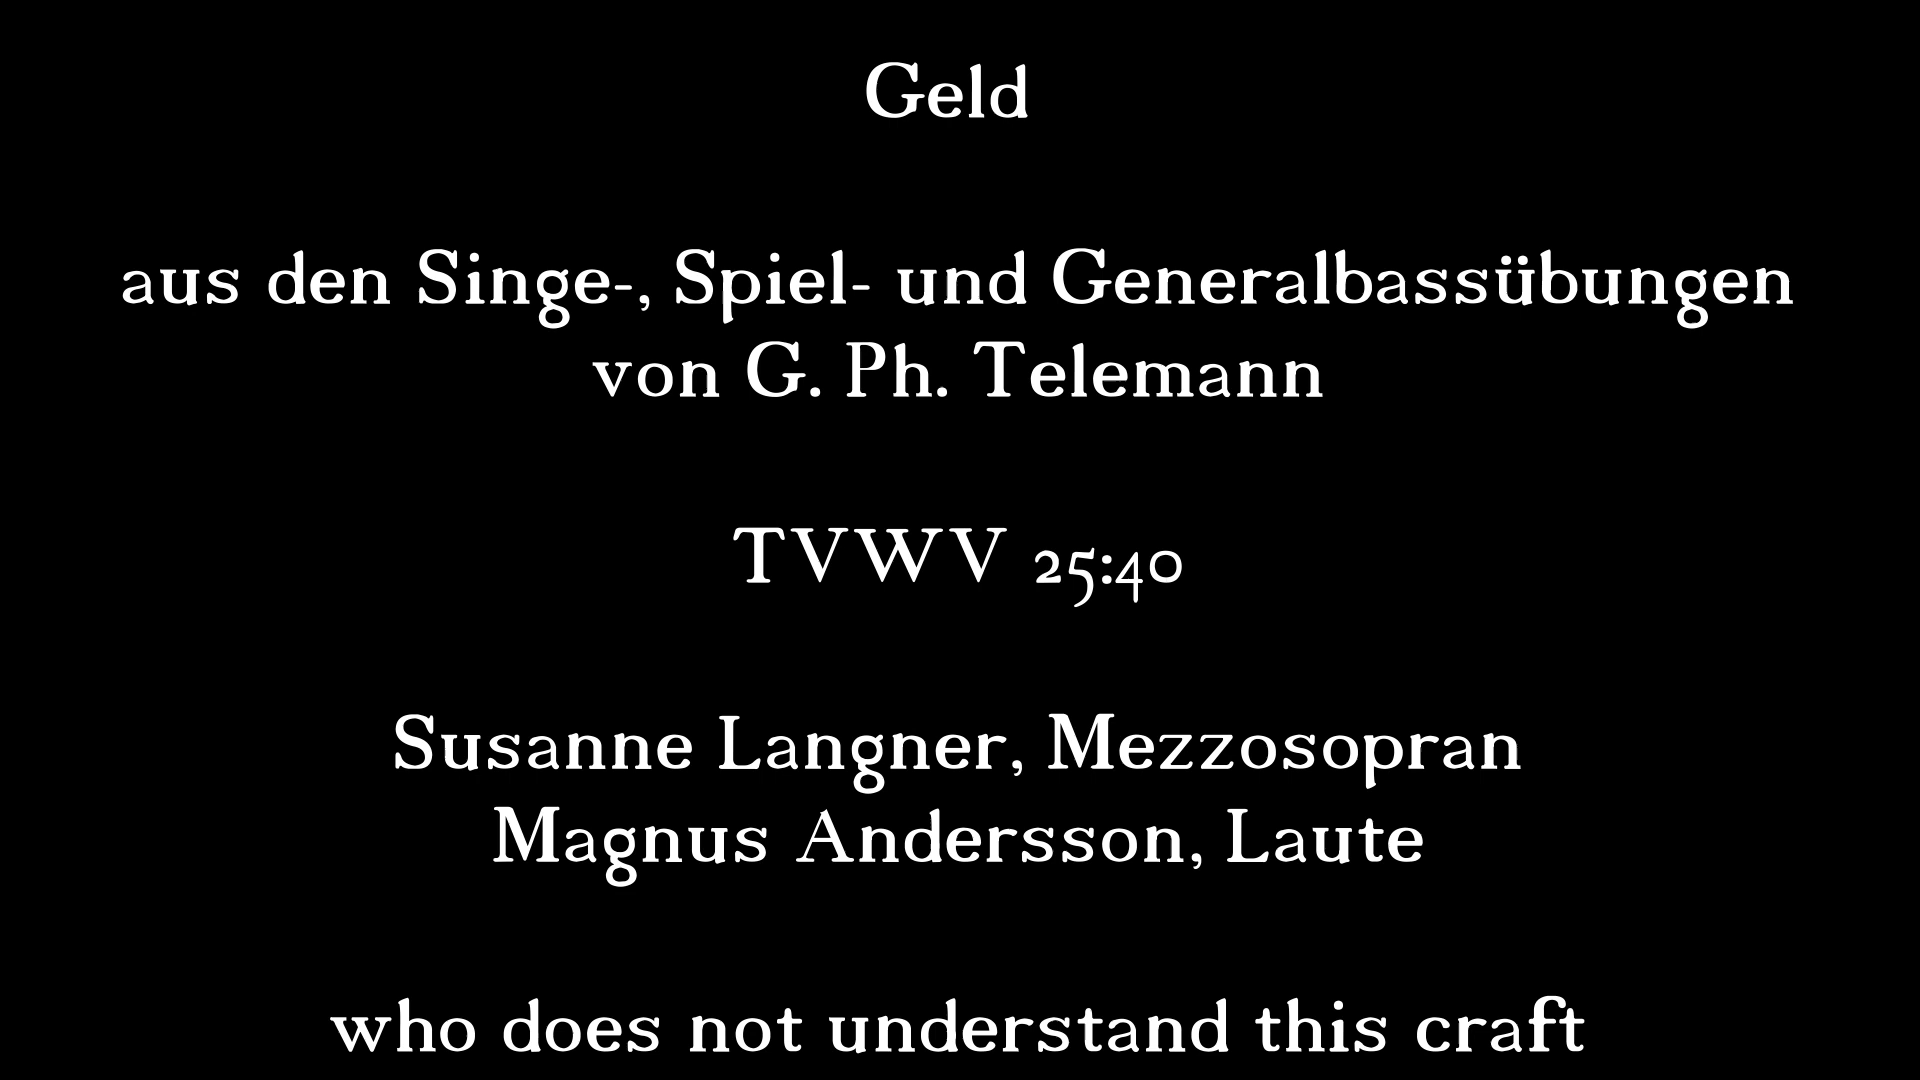 Geld
aus den Singe-, Spiel- und Generalbassübungen
von G. Ph. Telemann
TVWV 25:40
Susanne Langner, Mezzosopran
Magnus Andersson, Laute
who does not understand this craft